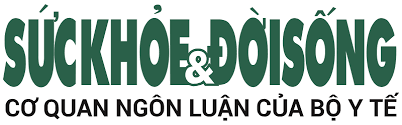 SỨCKHỎE&ĐỜISỐNG
CƠ QUAN NGÔN LUẬN CỦA BỘ Y TẾ